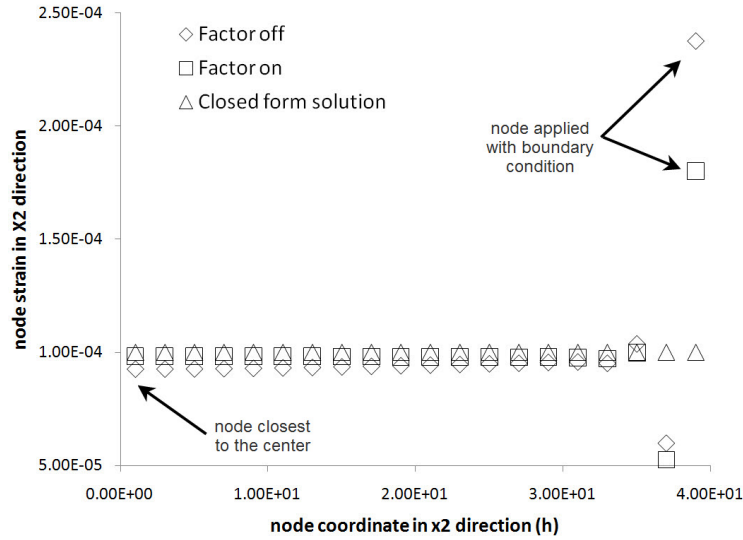 2.50E-04
2.00E-04
1.50E-04
1.00E-04
5.00E-05
node strain in X2 direction
Factor off
Factor on
Closed form solution
node applied
with boundary
condition
node closest
to the center
0.00E+00
1.00E+01
2.00E+01
3.00E+01
4.00E+01
node coordinate in x2 direction (h)